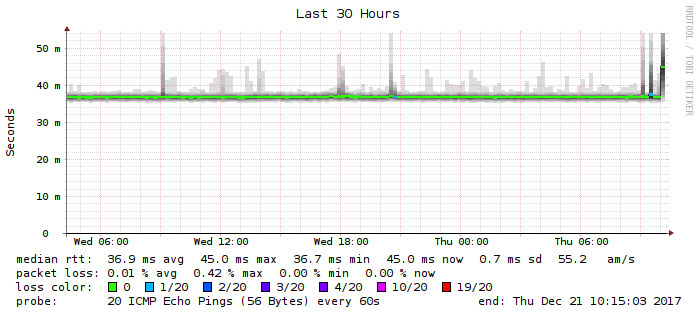 Last 30 Hours
RRDTOOL / TOBI OETIKER
Seconds
50 m
40 m
30 m
20 m
10 m
0
Wed 06:00 Wed 12:00 Wed 18:00 Thu 00:00 Thu 06:00
median rtt: 36.9 ms avg 45.0 ms max 36.7 ms min 45.0 ms now 0.7 ms sd 55.2 am/s
packet loss: 0.01 % avg 0.42 % max 0.00 % min 0.00 % now
loss color: 0 1/20 2/20 3/20 4/20 10/20 19/20
probe: 20 ICMP Echo Pings (56 Bytes) every 60s end: Thu Dec 21 10:15:03 2017